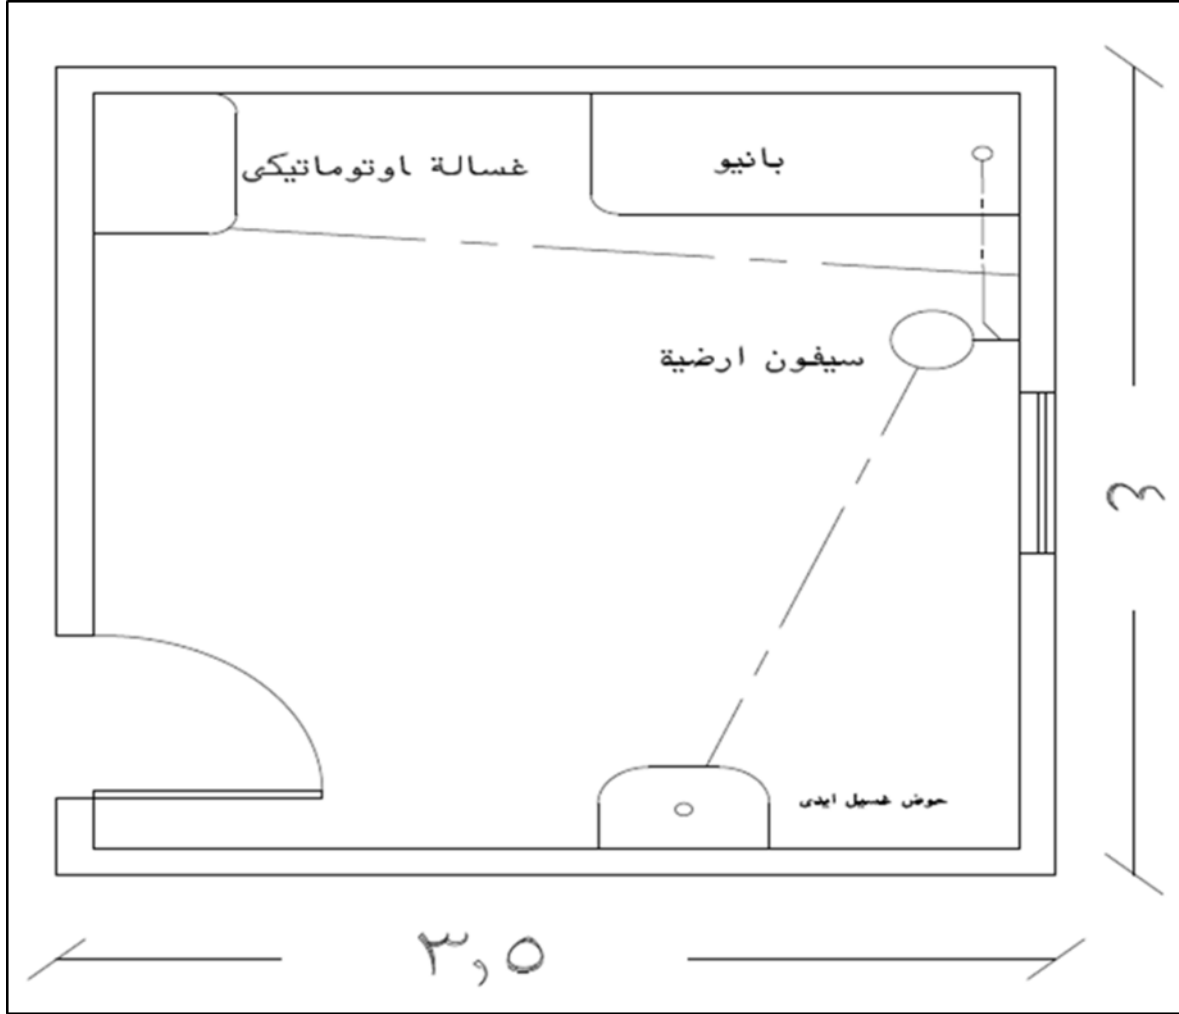 غسالة اوتوماتيكى
بانيو
سيفون ارضية
3
حوض غسيل ايدى
٣,٥